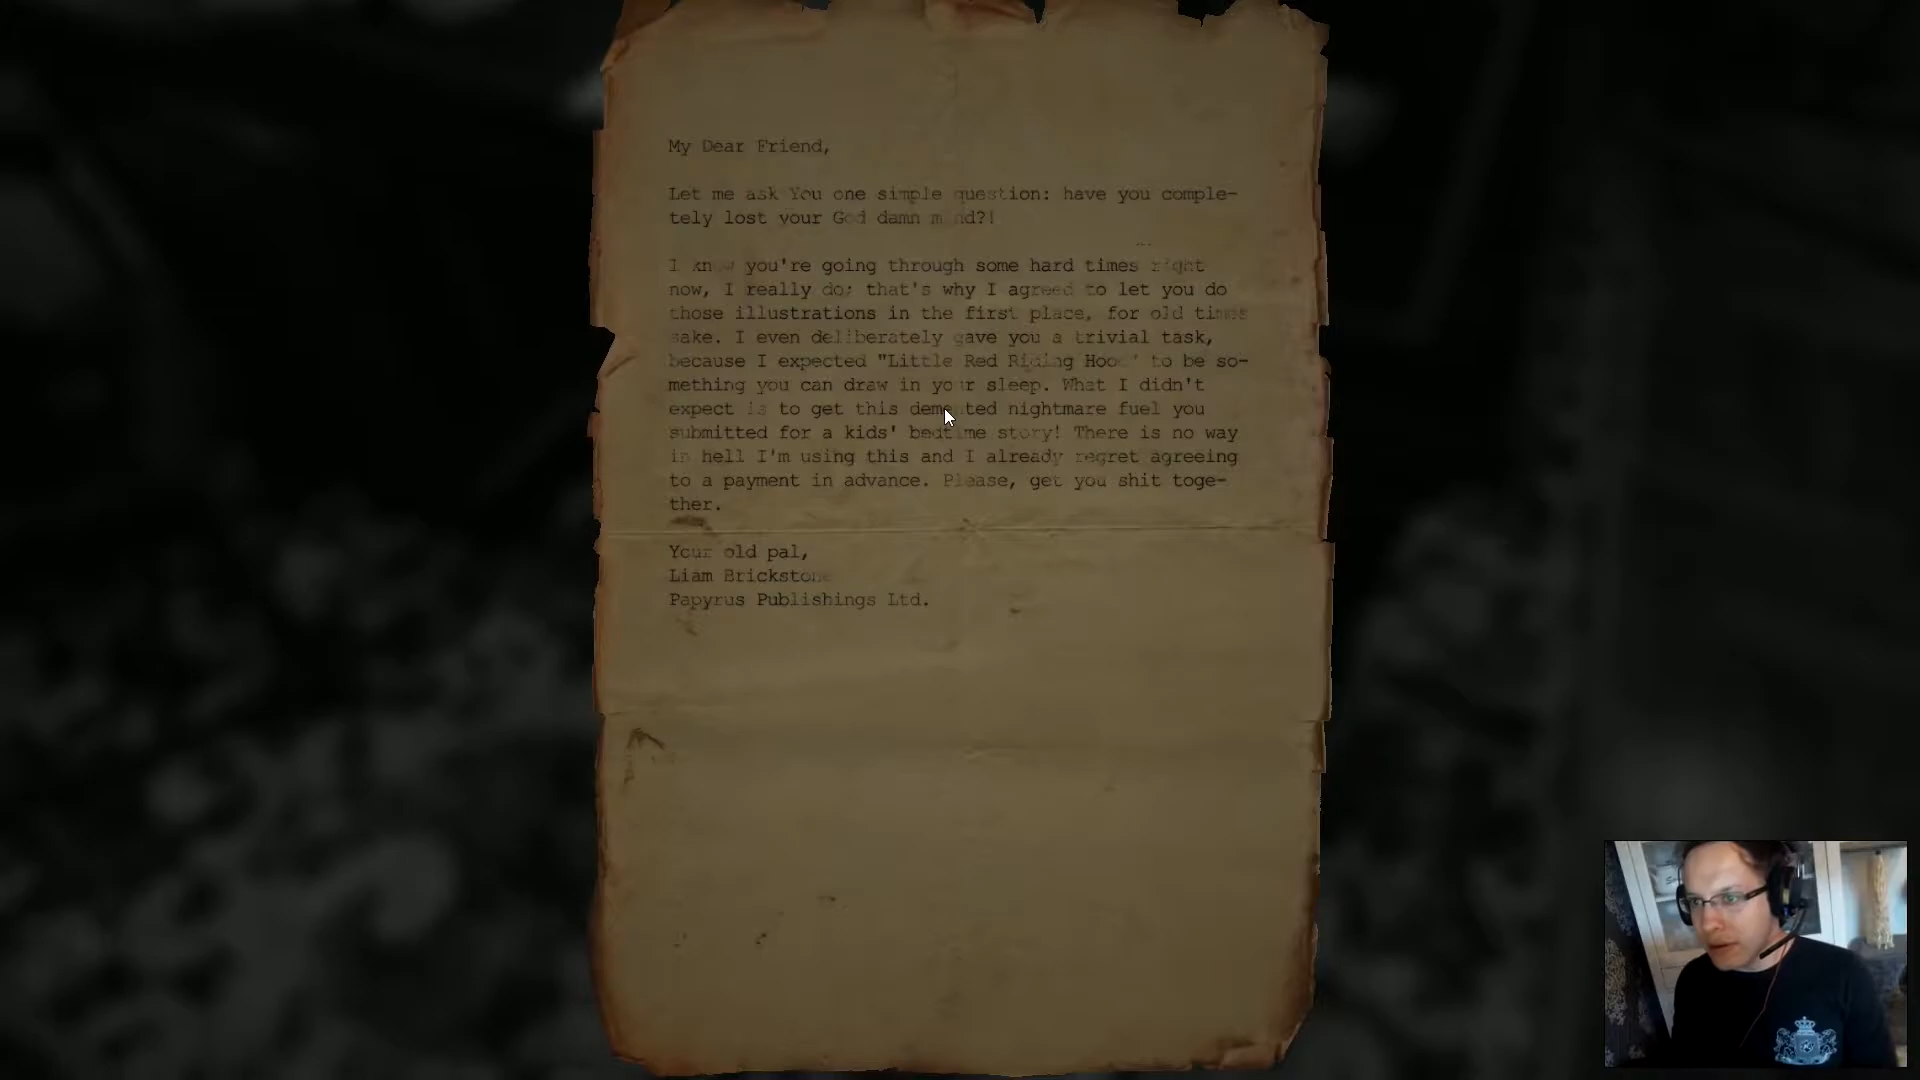 My Dear Friend,
Let me ask You one simple question: have you comple-
tely lost your God damn mind?!
I know you're going through some hard times right
now, I really do; that's why I agreed to let you do
those illustrations in the first place, for old times
sake. I even deliberately gave you a trivial task,
because I expected "Little Red Riding Hood" to be so-
mething you can draw in your sleep. What I didn't
expect is to get this demented nightmare fuel you
submitted for a kids' bedtime story! There is no way
in hell I'm using this and I already regret agreeing
to a payment in advance. Please, get you shit toge-
ther.
Your old pal,
Liam Brickstone
Papyrus Publishings Ltd.